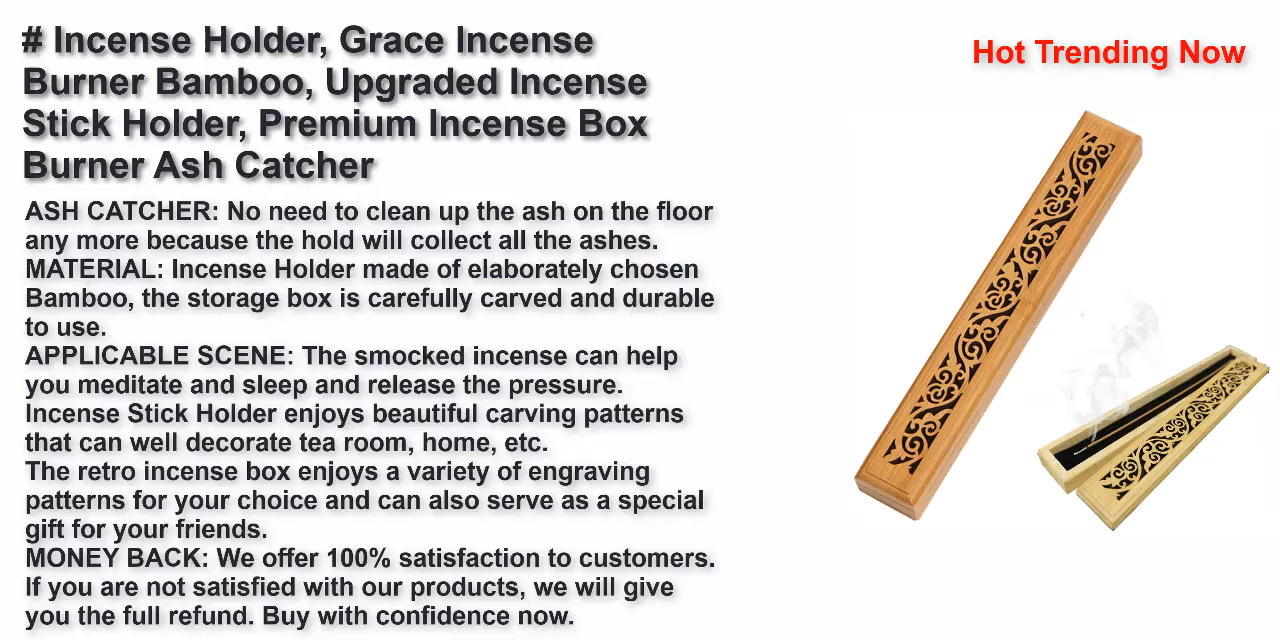 # Incense Holder, Grace Incense
Burner Bamboo, Upgraded Incense
Stick Holder, Premium Incense Box
Burner Ash Catcher
Hot Trending Now
ASH CATCHER: No need to clean up the ash on the floor
any more because the hold will collect all the ashes.
MATERIAL: Incense Holder made of elaborately chosen
Bamboo, the storage box is carefully carved and durable
to use.
APPLICABLE SCENE: The smocked incense can help
you meditate and sleep and release the pressure.
Incense Stick Holder enjoys beautiful carving patterns
that can well decorate tea room, home, etc.
The retro incense box enjoys a variety of engraving
patterns for your choice and can also serve as a special
gift for your friends.
MONEY BACK: We offer 100% satisfaction to customers.
If you are not satisfied with our products, we will give
you the full refund. Buy with confidence now.